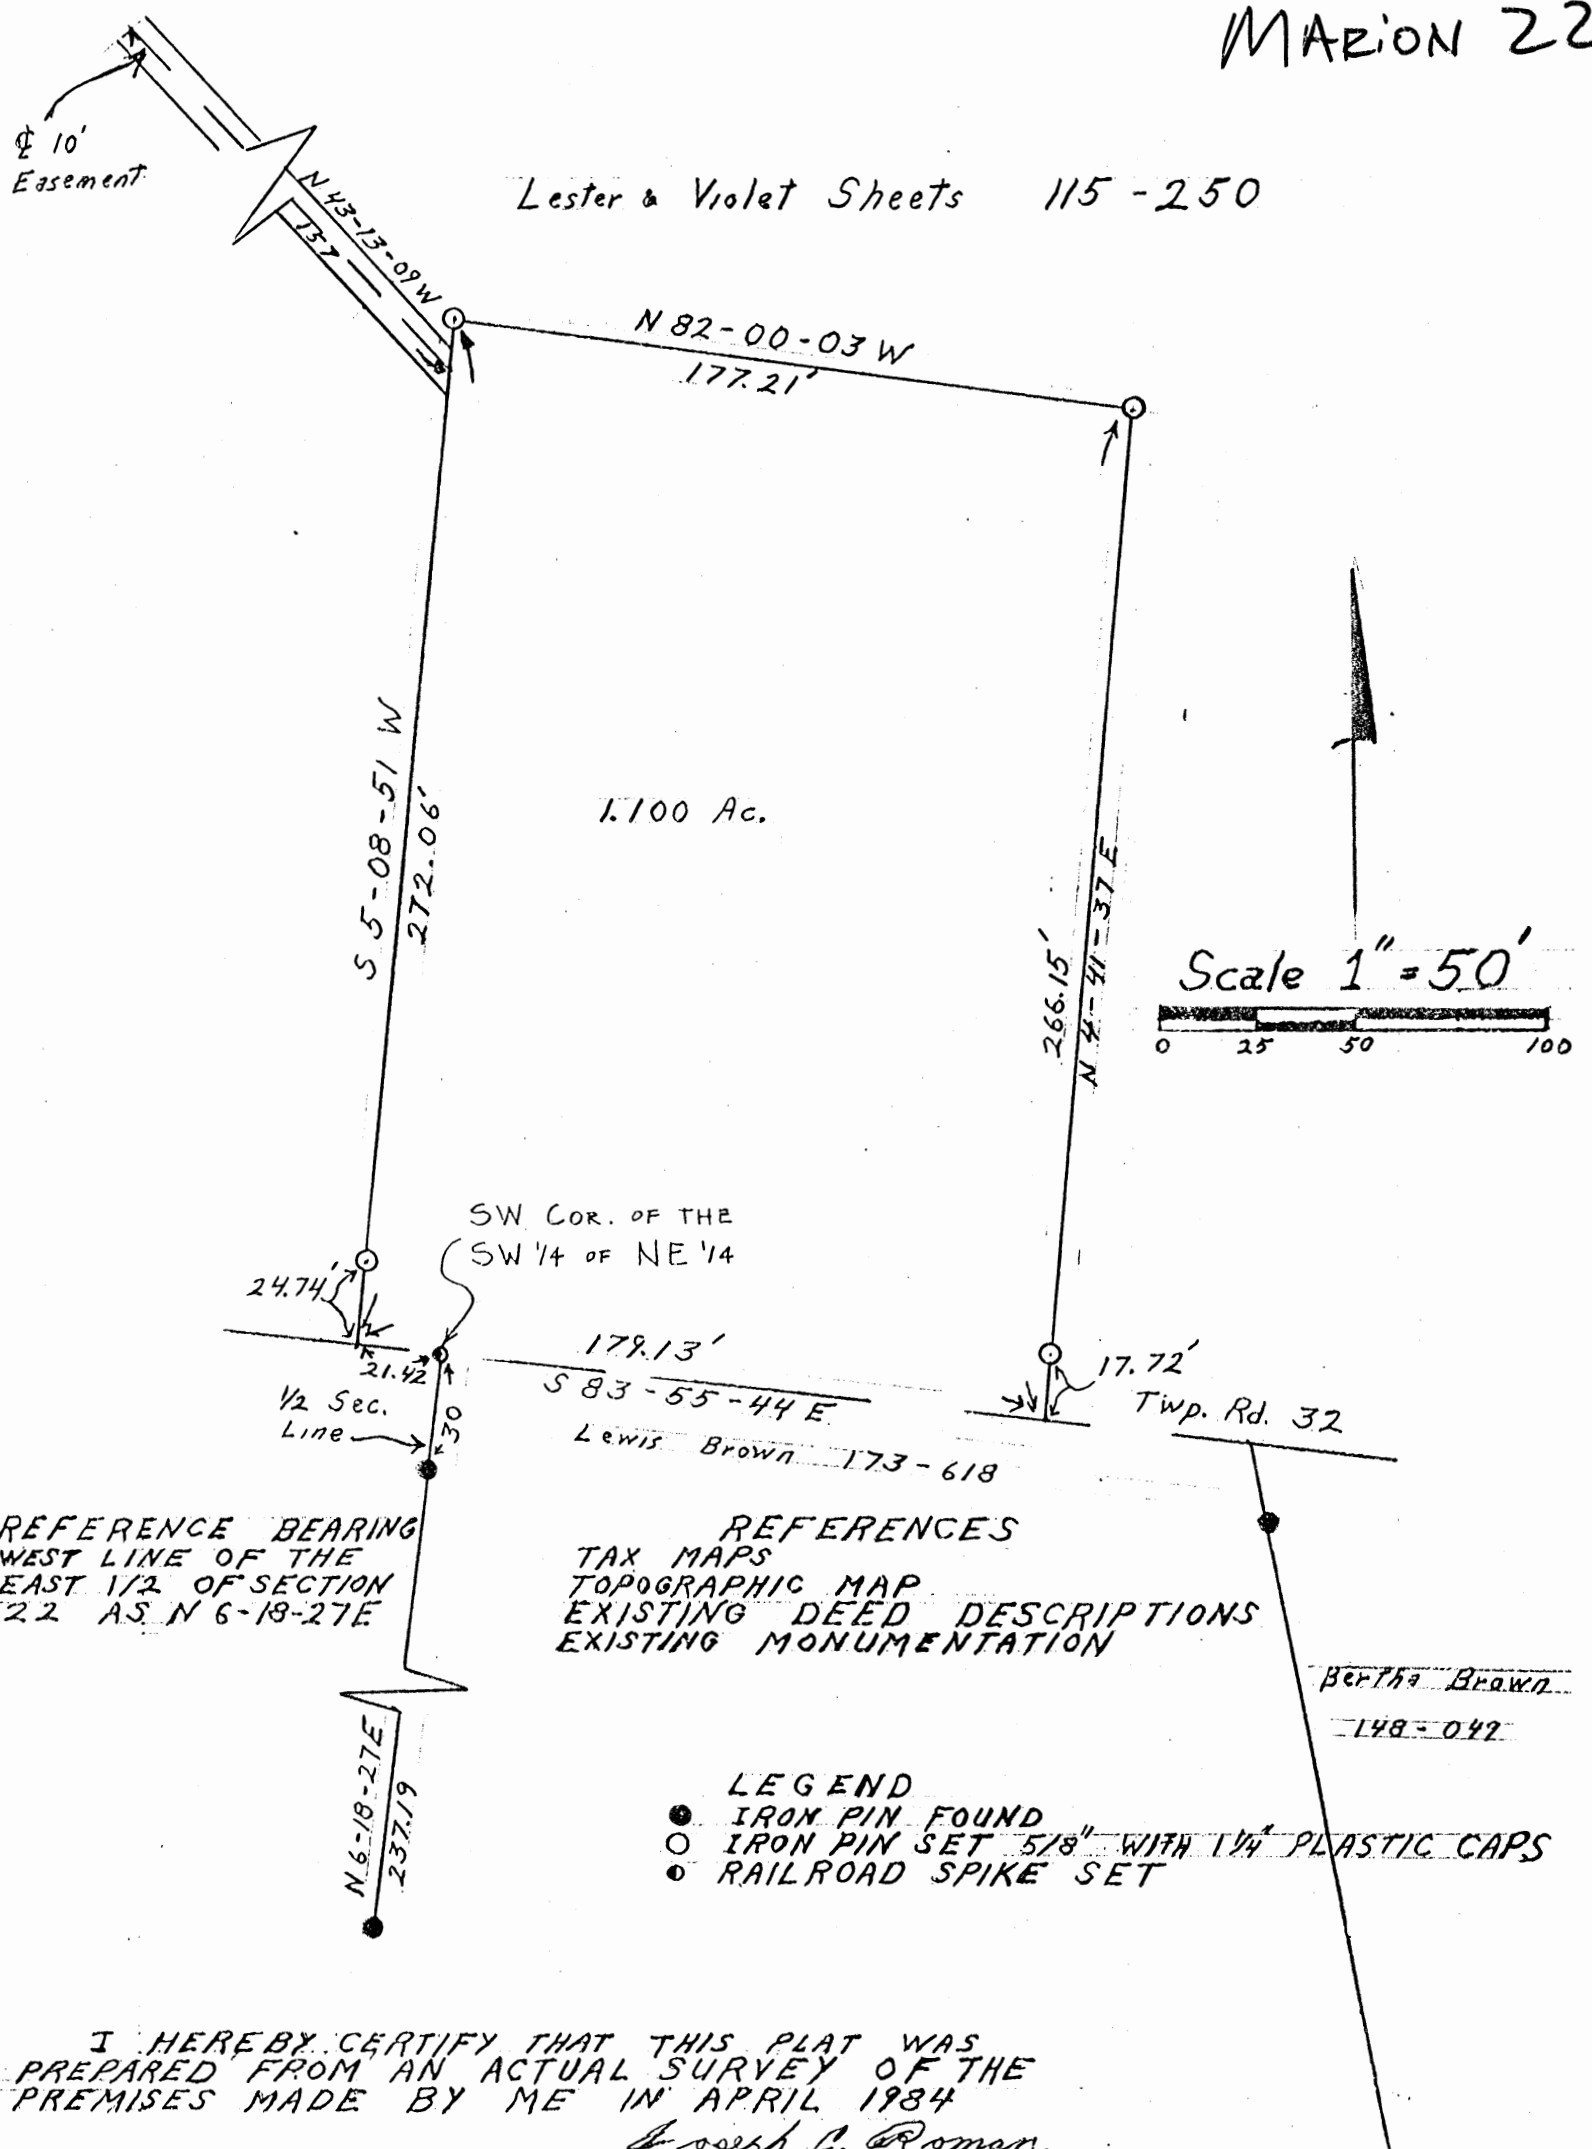 MARiON 22
℄ 10'
Easement
Lester & Violet Sheets 115-250
N 43-13-09 W
157
N 82-00-03 W
177.21'
S 5-08-51 W
272.06'
1.100 Ac.
266.15'
N 4-41-37 E
Scale 1" = 50'
0 25 50 100
SW COR. OF THE
SW 1/4 OF NE 1/4
24.74'
21.42
179.13'
S 83-55-44 E
17.72'
Twp. Rd. 32
1/2 Sec.
Line
30
Lewis Brown 173-618
REFERENCE BEARING
WEST LINE OF THE
EAST 1/2 OF SECTION
22 AS N 6-18-27E
REFERENCES
TAX MAPS
TOPOGRAPHIC MAP
EXISTING DEED DESCRIPTIONS
EXISTING MONUMENTATION
Bertha Brown
148-049
N 6-18-27E
237.19
LEGEND
IRON PIN FOUND
IRON PIN SET 5/8" WITH 1 1/4" PLASTIC CAPS
RAILROAD SPIKE SET
I HEREBY CERTIFY THAT THIS PLAT WAS
PREPARED FROM AN ACTUAL SURVEY OF THE
PREMISES MADE BY ME IN APRIL 1984
Joseph C. Roman